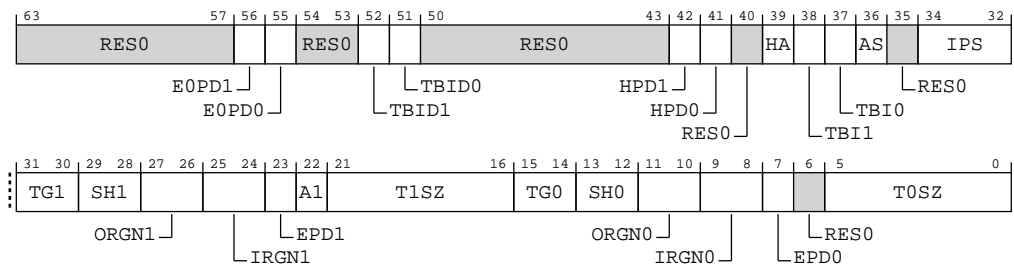 63 57 56 55 54 53 52 51 50 43 42 41 40 39 38 37 36 35 34 32
RES0 RES0 RES0 HA AS IPS
E0PD1 TBID0 HPD1 RES0
E0PD0 TBID1 HPD0 TBI0
RES0 TBI1
31 30 29 28 27 26 25 24 23 22 21 16 15 14 13 12 11 10 9 8 7 6 5 0
TG1 SH1 A1 T1SZ TG0 SH0 T0SZ
ORGN1 EPD1 ORGN0 RES0
IRGN1 IRGN0 EPD0